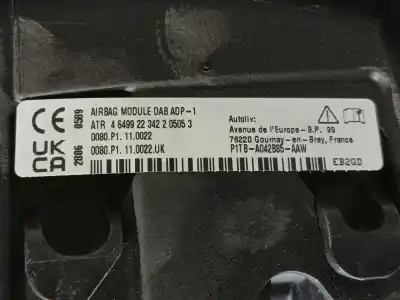 CE 0589
UK
CA 2806
AIRBAG MODULE DAB ADP-1
ATR 4 6499 22 342 2 0505 3
0080.P1. 11.0022
0080.P1. 11.0022.UK
Autoliv:
Avenue de l'Europe - B.P. 99
76220 Gournay-en-Bray, France
P1TB-A042B85-AAW
EB2QD